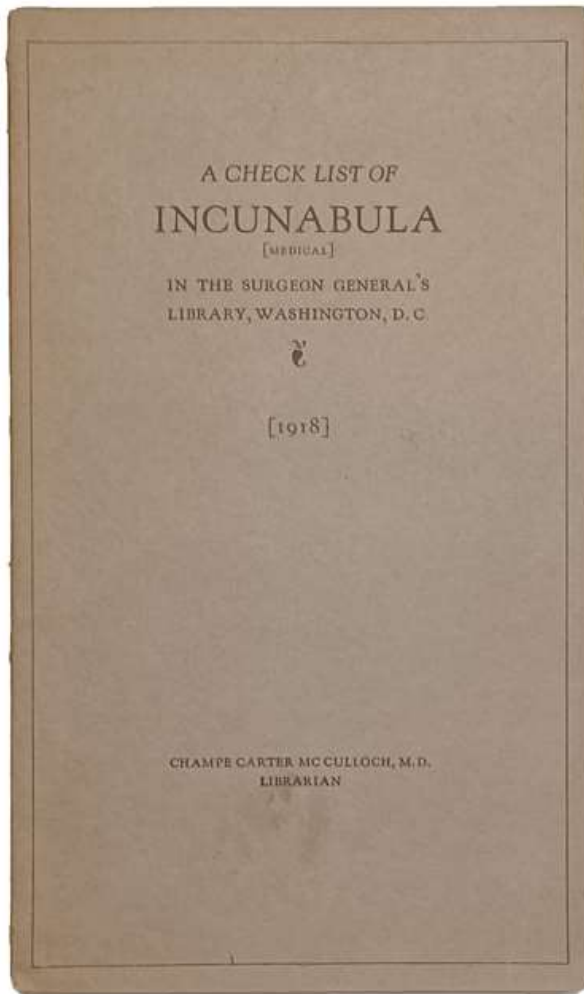 A CHECK LIST OF
INCUNABULA
[MEDICAL]
IN THE SURGEON GENERAL'S
LIBRARY, WASHINGTON, D. C.
[1918]
CHAMPE CARTER MC CULLOCH, M.D.
LIBRARIAN